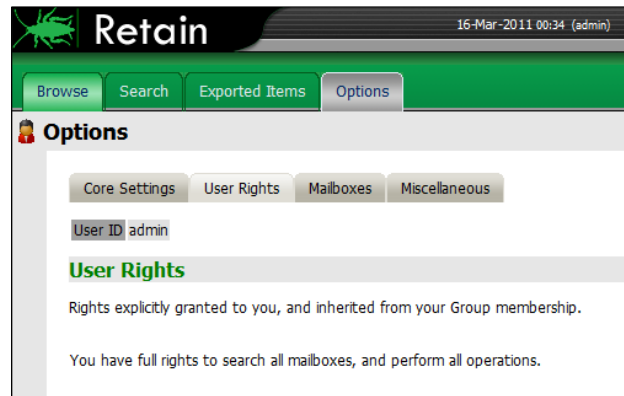 Retain
16-Mar-2011 00:34 (admin)
Browse Search Exported Items Options
Options
Core Settings User Rights Mailboxes Miscellaneous
User ID admin
User Rights
Rights explicitly granted to you, and inherited from your Group membership.
You have full rights to search all mailboxes, and perform all operations.